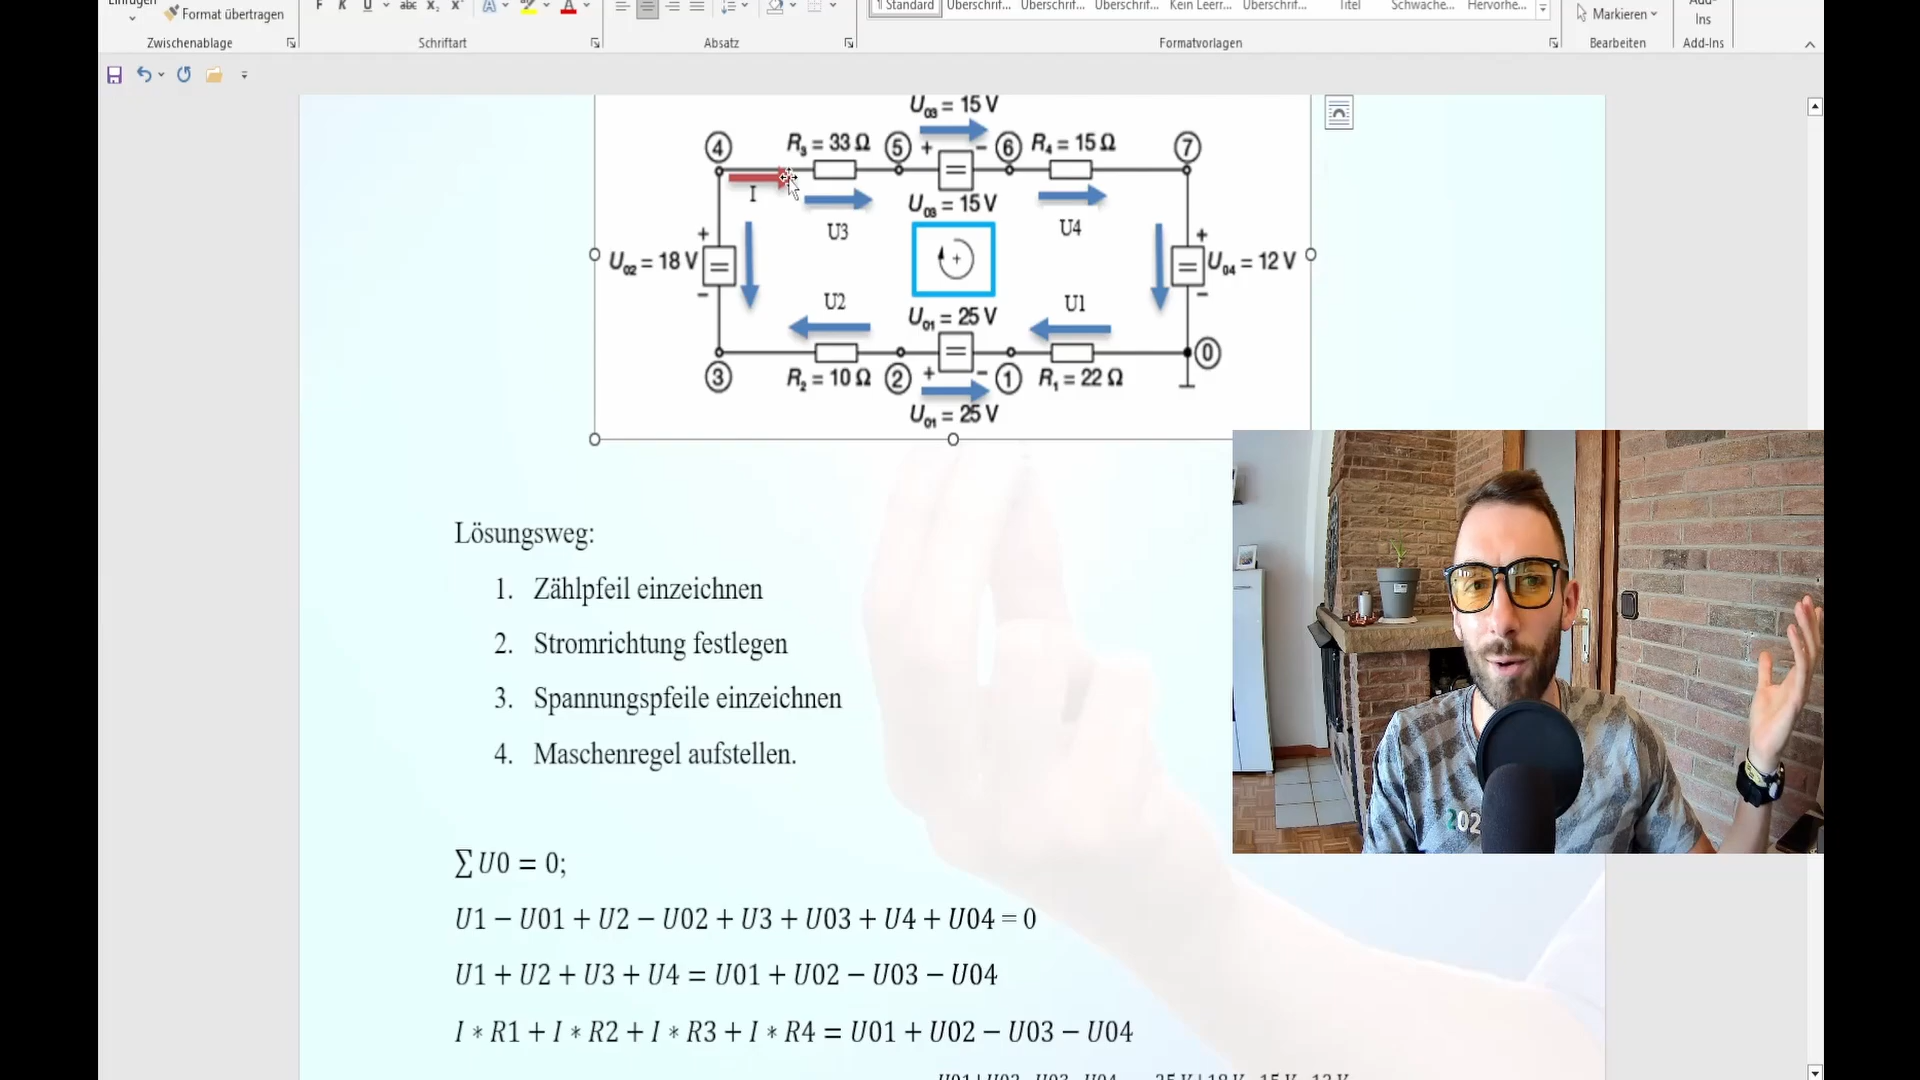 Einfügen
Format übertragen
F K U abc x x A A
Standard Überschrif... Überschrif... Überschrif... Kein Leerr... Überschrif... Titel Schwache... Hervorhe...
Markieren
Add-
Ins
Zwischenablage Schriftart Absatz Formatvorlagen Bearbeiten Add-Ins
U03 = 15 V
4 R3 = 33 Ω 5 + − 6 R4 = 15 Ω 7
I
U03 = 15 V
U3 U4
+ +
U02 = 18 V + U04 = 12 V
− −
U2 U1
U01 = 25 V
0
3 R2 = 10 Ω 2 + − 1 R1 = 22 Ω
U01 = 25 V
Lösungsweg:
1. Zählpfeil einzeichnen
2. Stromrichtung festlegen
3. Spannungspfeile einzeichnen
4. Maschenregel aufstellen.
∑ U0 = 0;
U1 − U01 + U2 − U02 + U3 + U03 + U4 + U04 = 0
U1 + U2 + U3 + U4 = U01 + U02 − U03 − U04
I ∗ R1 + I ∗ R2 + I ∗ R3 + I ∗ R4 = U01 + U02 − U03 − U04
202